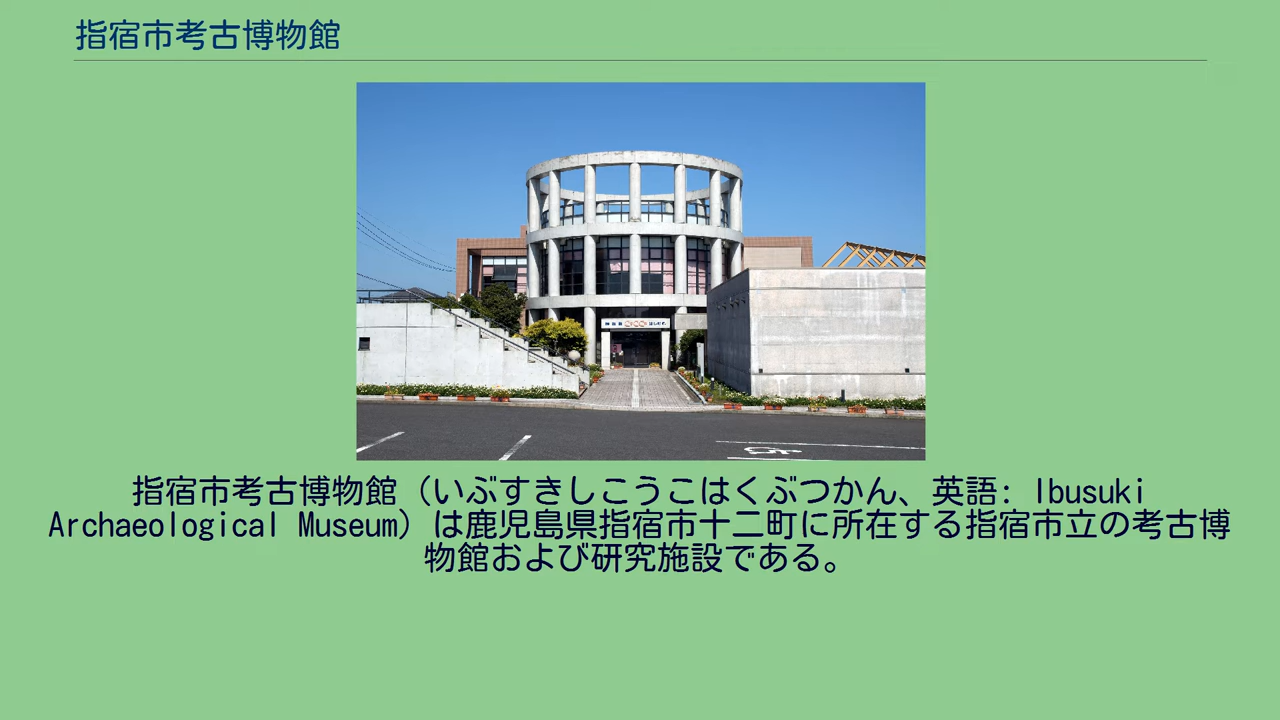 指宿市考古博物館
指宿市考古博物館（いぶすきしこうこはくぶつかん、英語: Ibusuki
Archaeological Museum）は鹿児島県指宿市十二町に所在する指宿市立の考古博
物館および研究施設である。